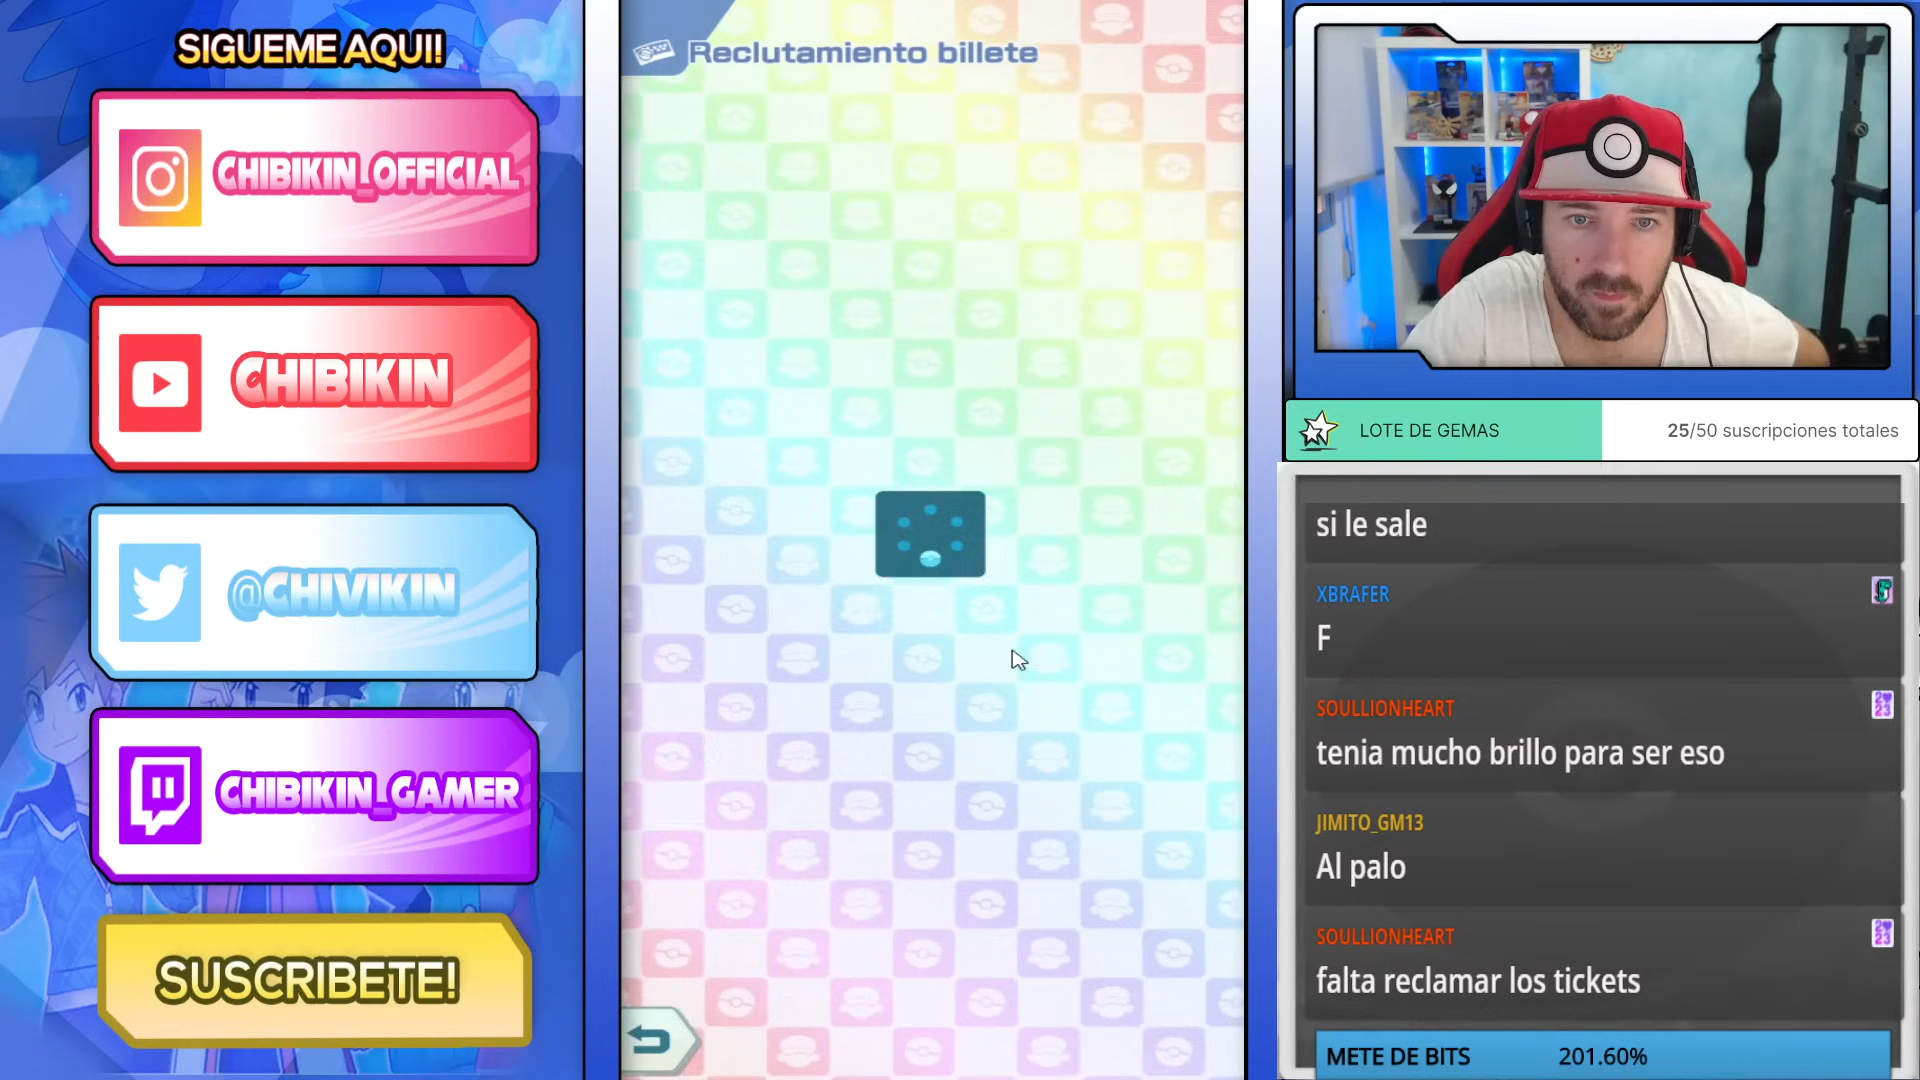 SIGUEME AQUI!
CHIBIKIN_OFFICIAL
CHIBIKIN
@CHIVIKIN
CHIBIKIN_GAMER
SUSCRIBETE!
Reclutamiento billete
LOTE DE GEMAS 25/50 suscripciones totales
si le sale
XBRAFER
F
SOULLIONHEART
tenia mucho brillo para ser eso
JIMITO_GM13
Al palo
SOULLIONHEART
falta reclamar los tickets
METE DE BITS 201.60%